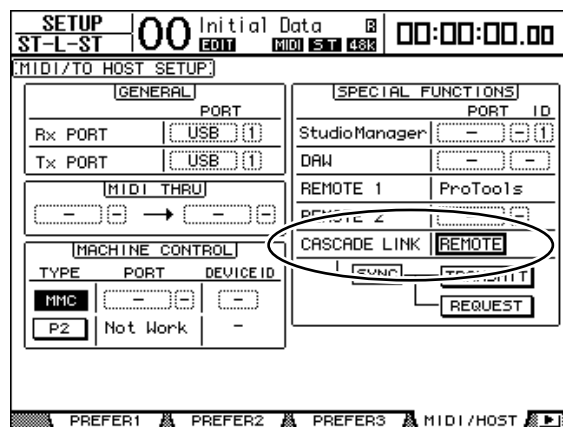 SETUP
ST-L-ST
00 Initial Data
EDIT MIDI ST 48K
00:00:00.00
MIDI/TO HOST SETUP
GENERAL
PORT
Rx PORT USB 1
Tx PORT USB 1
MIDI THRU
- - → - -
MACHINE CONTROL
TYPE PORT DEVICE ID
MMC - - -
P2 Not Work -
SPECIAL FUNCTIONS
PORT ID
StudioManager - - 1
DAW - -
REMOTE 1 ProTools
REMOTE 2 - -
CASCADE LINK REMOTE
SYNC TRANSMIT
REQUEST
PREFER1 PREFER2 PREFER3 MIDI/HOST